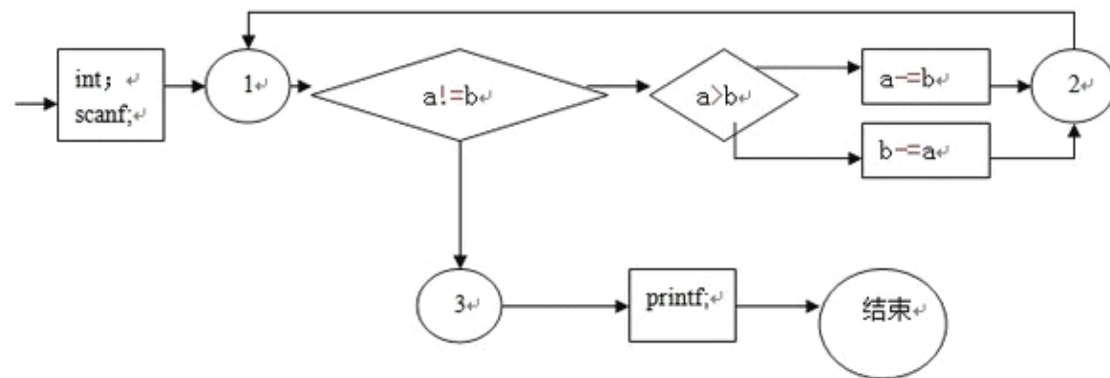 int；
scanf;
1
a!=b
a>b
a-=b
2
b-=a
3
printf;
结束